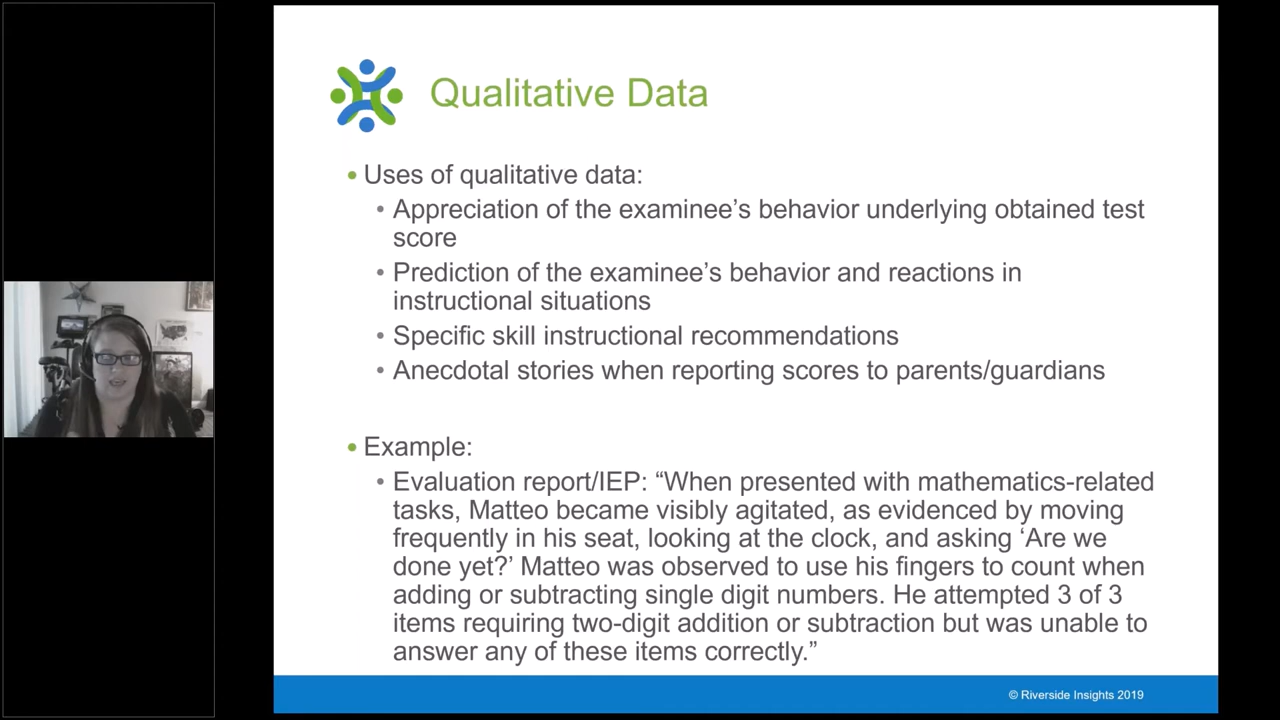 Qualitative Data
• Uses of qualitative data:
• Appreciation of the examinee’s behavior underlying obtained test
score
• Prediction of the examinee’s behavior and reactions in
instructional situations
• Specific skill instructional recommendations
• Anecdotal stories when reporting scores to parents/guardians
• Example:
• Evaluation report/IEP: “When presented with mathematics-related
tasks, Matteo became visibly agitated, as evidenced by moving
frequently in his seat, looking at the clock, and asking ‘Are we
done yet?’ Matteo was observed to use his fingers to count when
adding or subtracting single digit numbers. He attempted 3 of 3
items requiring two-digit addition or subtraction but was unable to
answer any of these items correctly.”
© Riverside Insights 2019